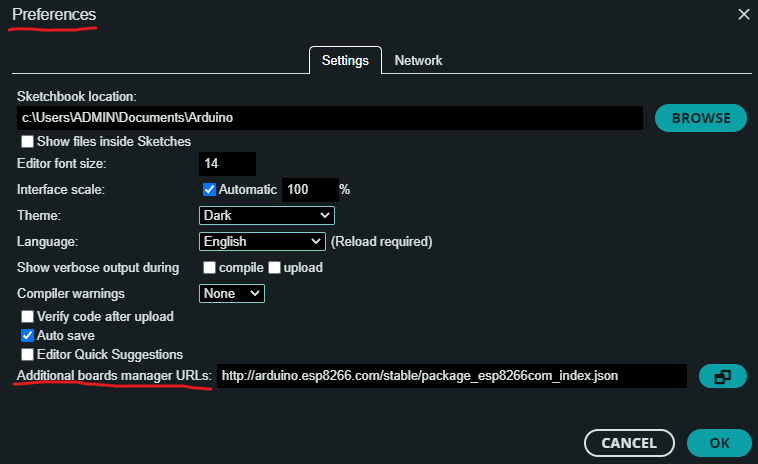 Preferences
Settings Network
Sketchbook location:
c:\Users\ADMIN\Documents\Arduino BROWSE
Show files inside Sketches
Editor font size: 14
Interface scale: Automatic 100 %
Theme: Dark
Language: English (Reload required)
Show verbose output during compile upload
Compiler warnings None
Verify code after upload
Auto save
Editor Quick Suggestions
Additional boards manager URLs: http://arduino.esp8266.com/stable/package_esp8266com_index.json
CANCEL OK